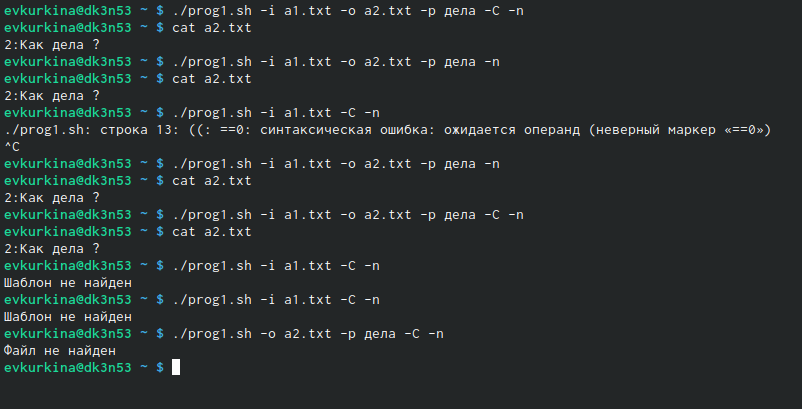 evkurkina@dk3n53 ~ $ ./prog1.sh -i a1.txt -o a2.txt -p дела -C -n
evkurkina@dk3n53 ~ $ cat a2.txt
2:Как дела ?
evkurkina@dk3n53 ~ $ ./prog1.sh -i a1.txt -o a2.txt -p дела -n
evkurkina@dk3n53 ~ $ cat a2.txt
2:Как дела ?
evkurkina@dk3n53 ~ $ ./prog1.sh -i a1.txt -C -n
./prog1.sh: строка 13: ((: ==0: синтаксическая ошибка: ожидается операнд (неверный маркер «==0»)
^C
evkurkina@dk3n53 ~ $ ./prog1.sh -i a1.txt -o a2.txt -p дела -n
evkurkina@dk3n53 ~ $ cat a2.txt
2:Как дела ?
evkurkina@dk3n53 ~ $ ./prog1.sh -i a1.txt -o a2.txt -p дела -C -n
evkurkina@dk3n53 ~ $ cat a2.txt
2:Как дела ?
evkurkina@dk3n53 ~ $ ./prog1.sh -i a1.txt -C -n
Шаблон не найден
evkurkina@dk3n53 ~ $ ./prog1.sh -i a1.txt -C -n
Шаблон не найден
evkurkina@dk3n53 ~ $ ./prog1.sh -o a2.txt -p дела -C -n
Файл не найден
evkurkina@dk3n53 ~ $